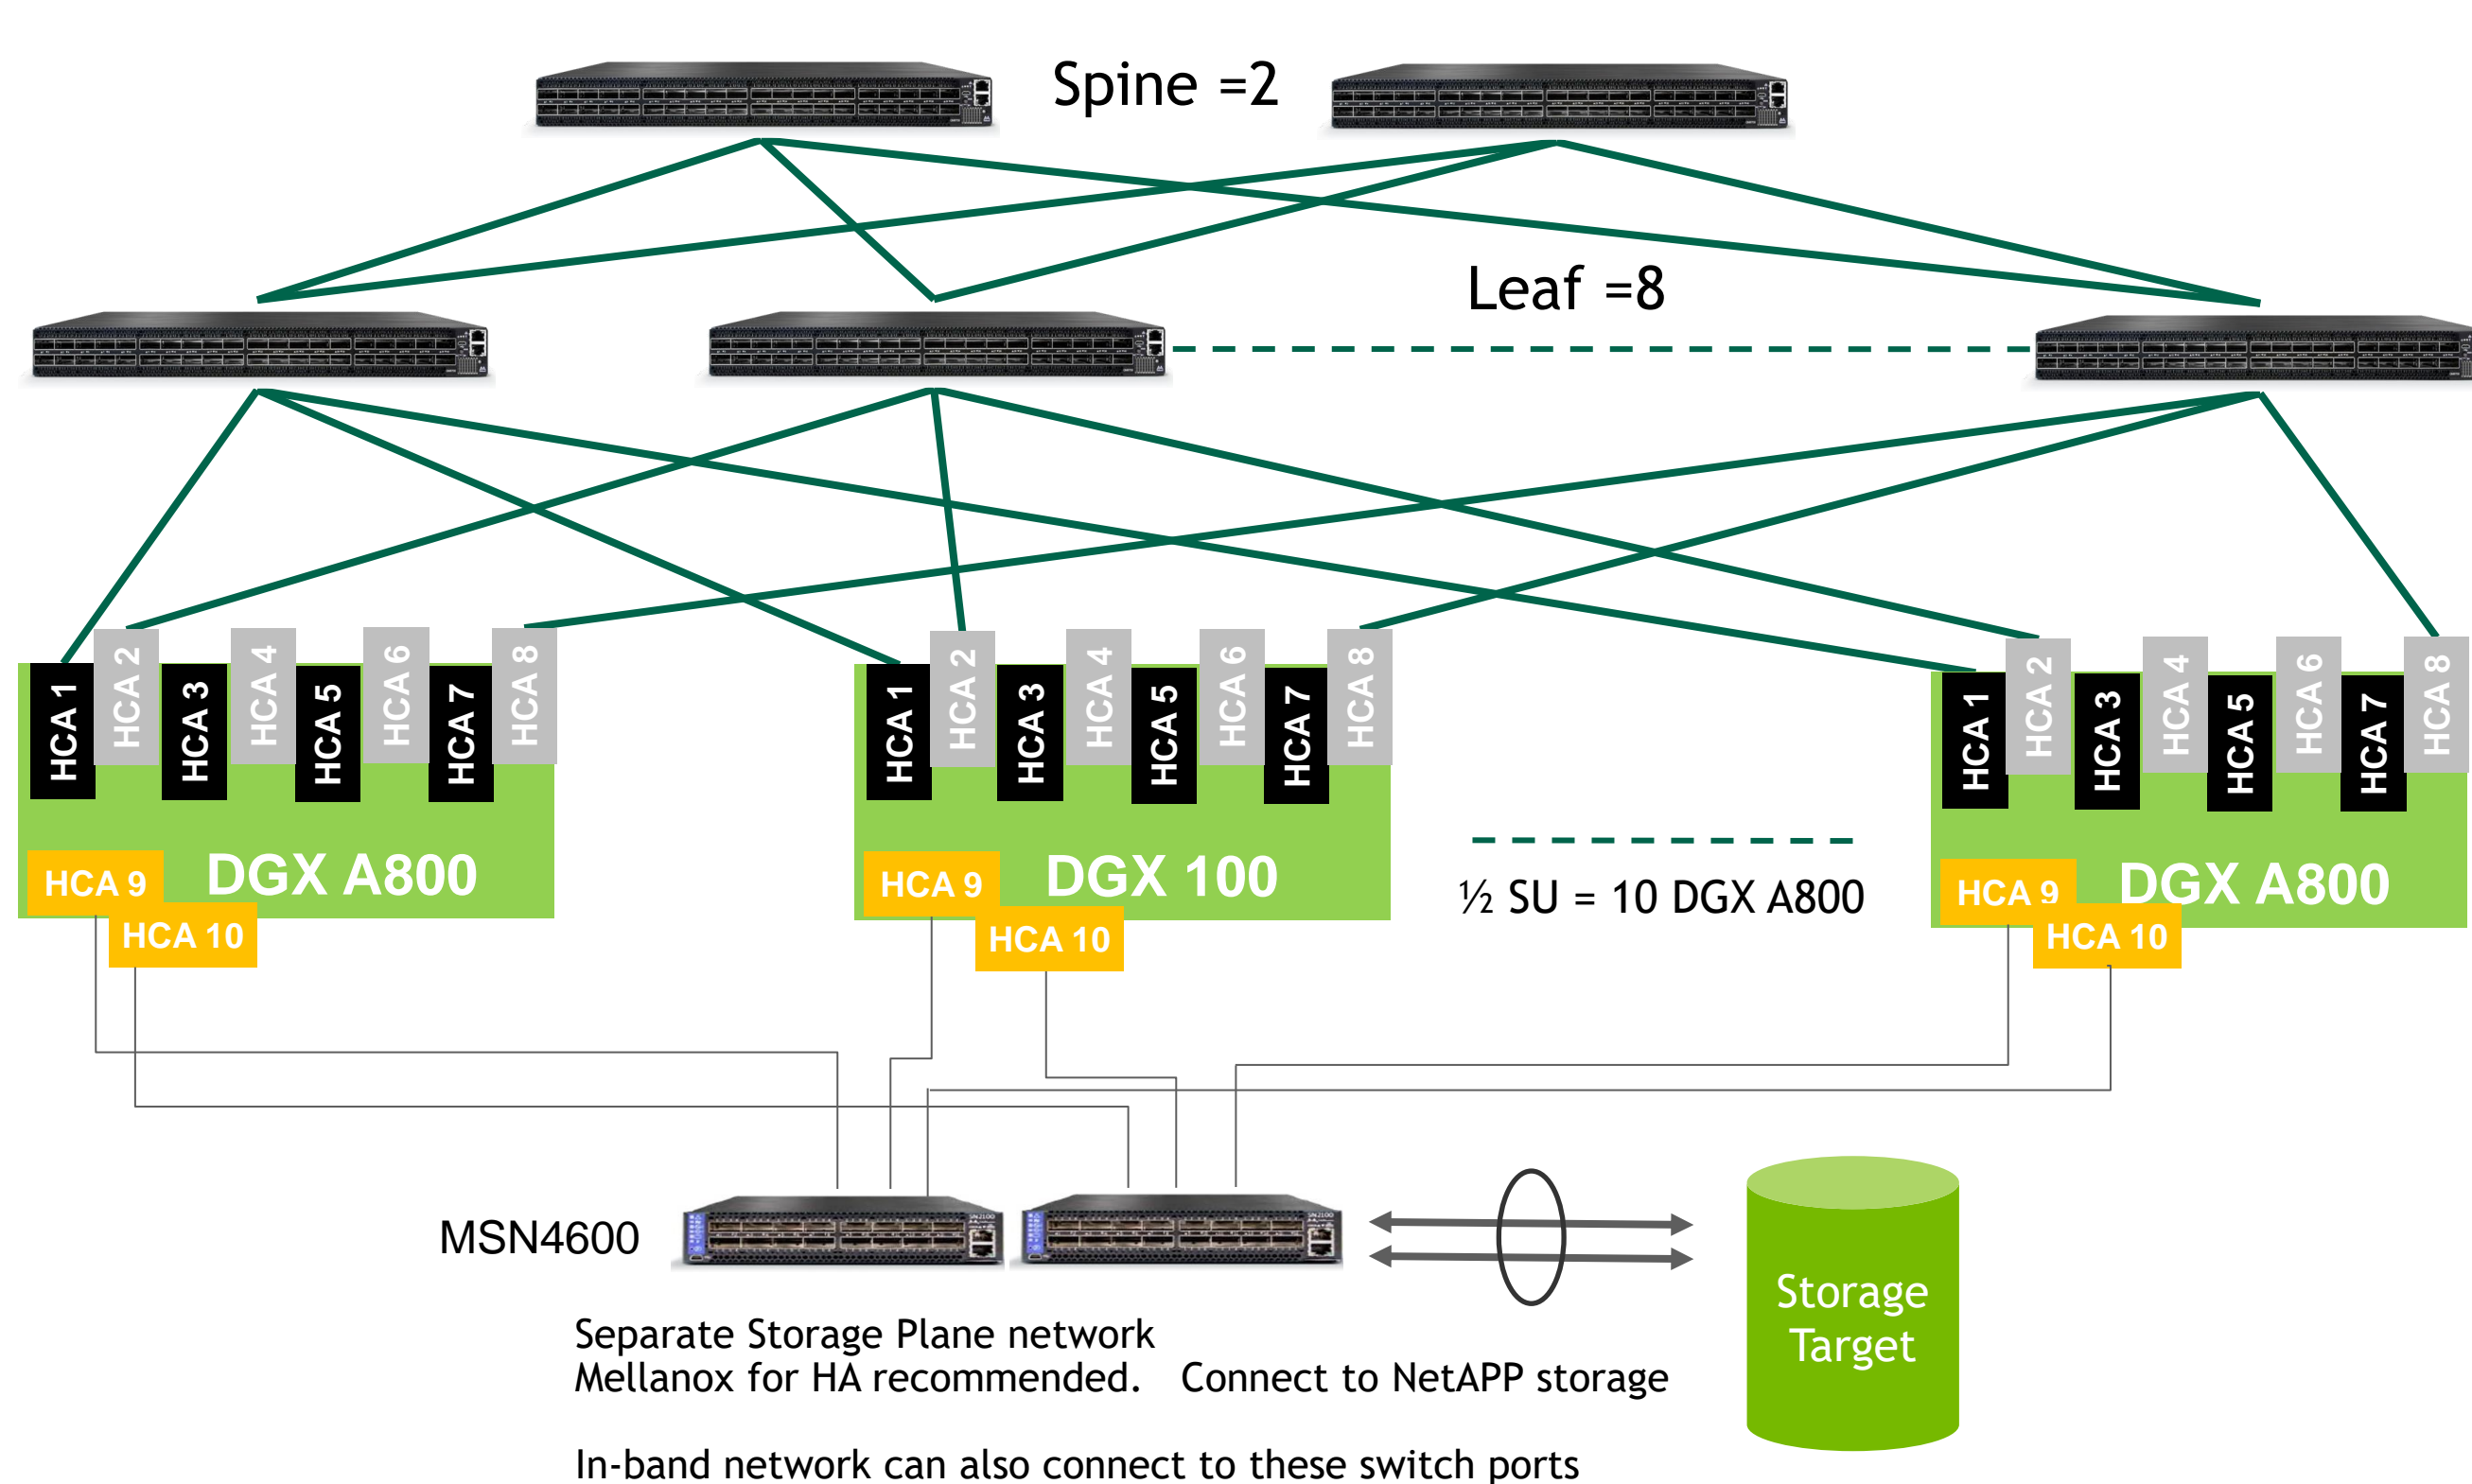 Spine =2
Leaf =8
HCA 1
HCA 2
HCA 3
HCA 4
HCA 5
HCA 6
HCA 7
HCA 8
DGX A800
HCA 9
HCA 10
HCA 1
HCA 2
HCA 3
HCA 4
HCA 5
HCA 6
HCA 7
HCA 8
DGX 100
HCA 9
HCA 10
½ SU = 10 DGX A800
HCA 1
HCA 2
HCA 3
HCA 4
HCA 5
HCA 6
HCA 7
HCA 8
DGX A800
HCA 9
HCA 10
MSN4600
SN2100
SN2100
Storage
Target
Separate Storage Plane network
Mellanox for HA recommended. Connect to NetAPP storage
In-band network can also connect to these switch ports